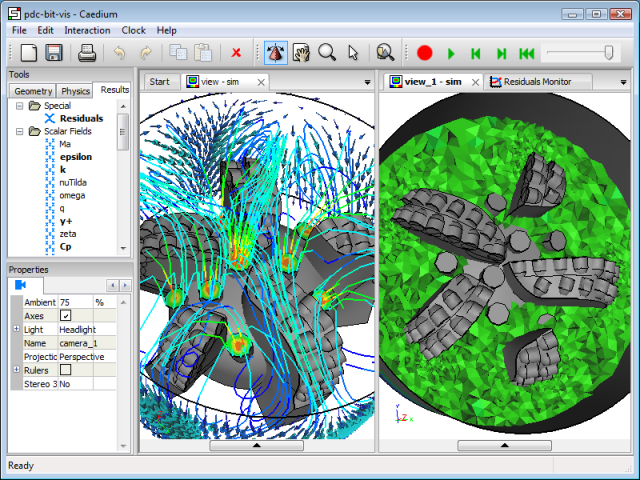 pdc-bit-vis - Caedium
File Edit Interaction Clock Help
Tools
Geometry Physics Results
Special
Residuals
Scalar Fields
Ma
epsilon
k
nuTilda
omega
q
y+
zeta
Cp
Properties
Ambient 75 %
Axes
Light Headlight
Name camera_1
Projectic Perspective
Rulers
Stereo 3 No
Start view - sim
view_1 - sim Residuals Monitor
Y
Z X
Ready